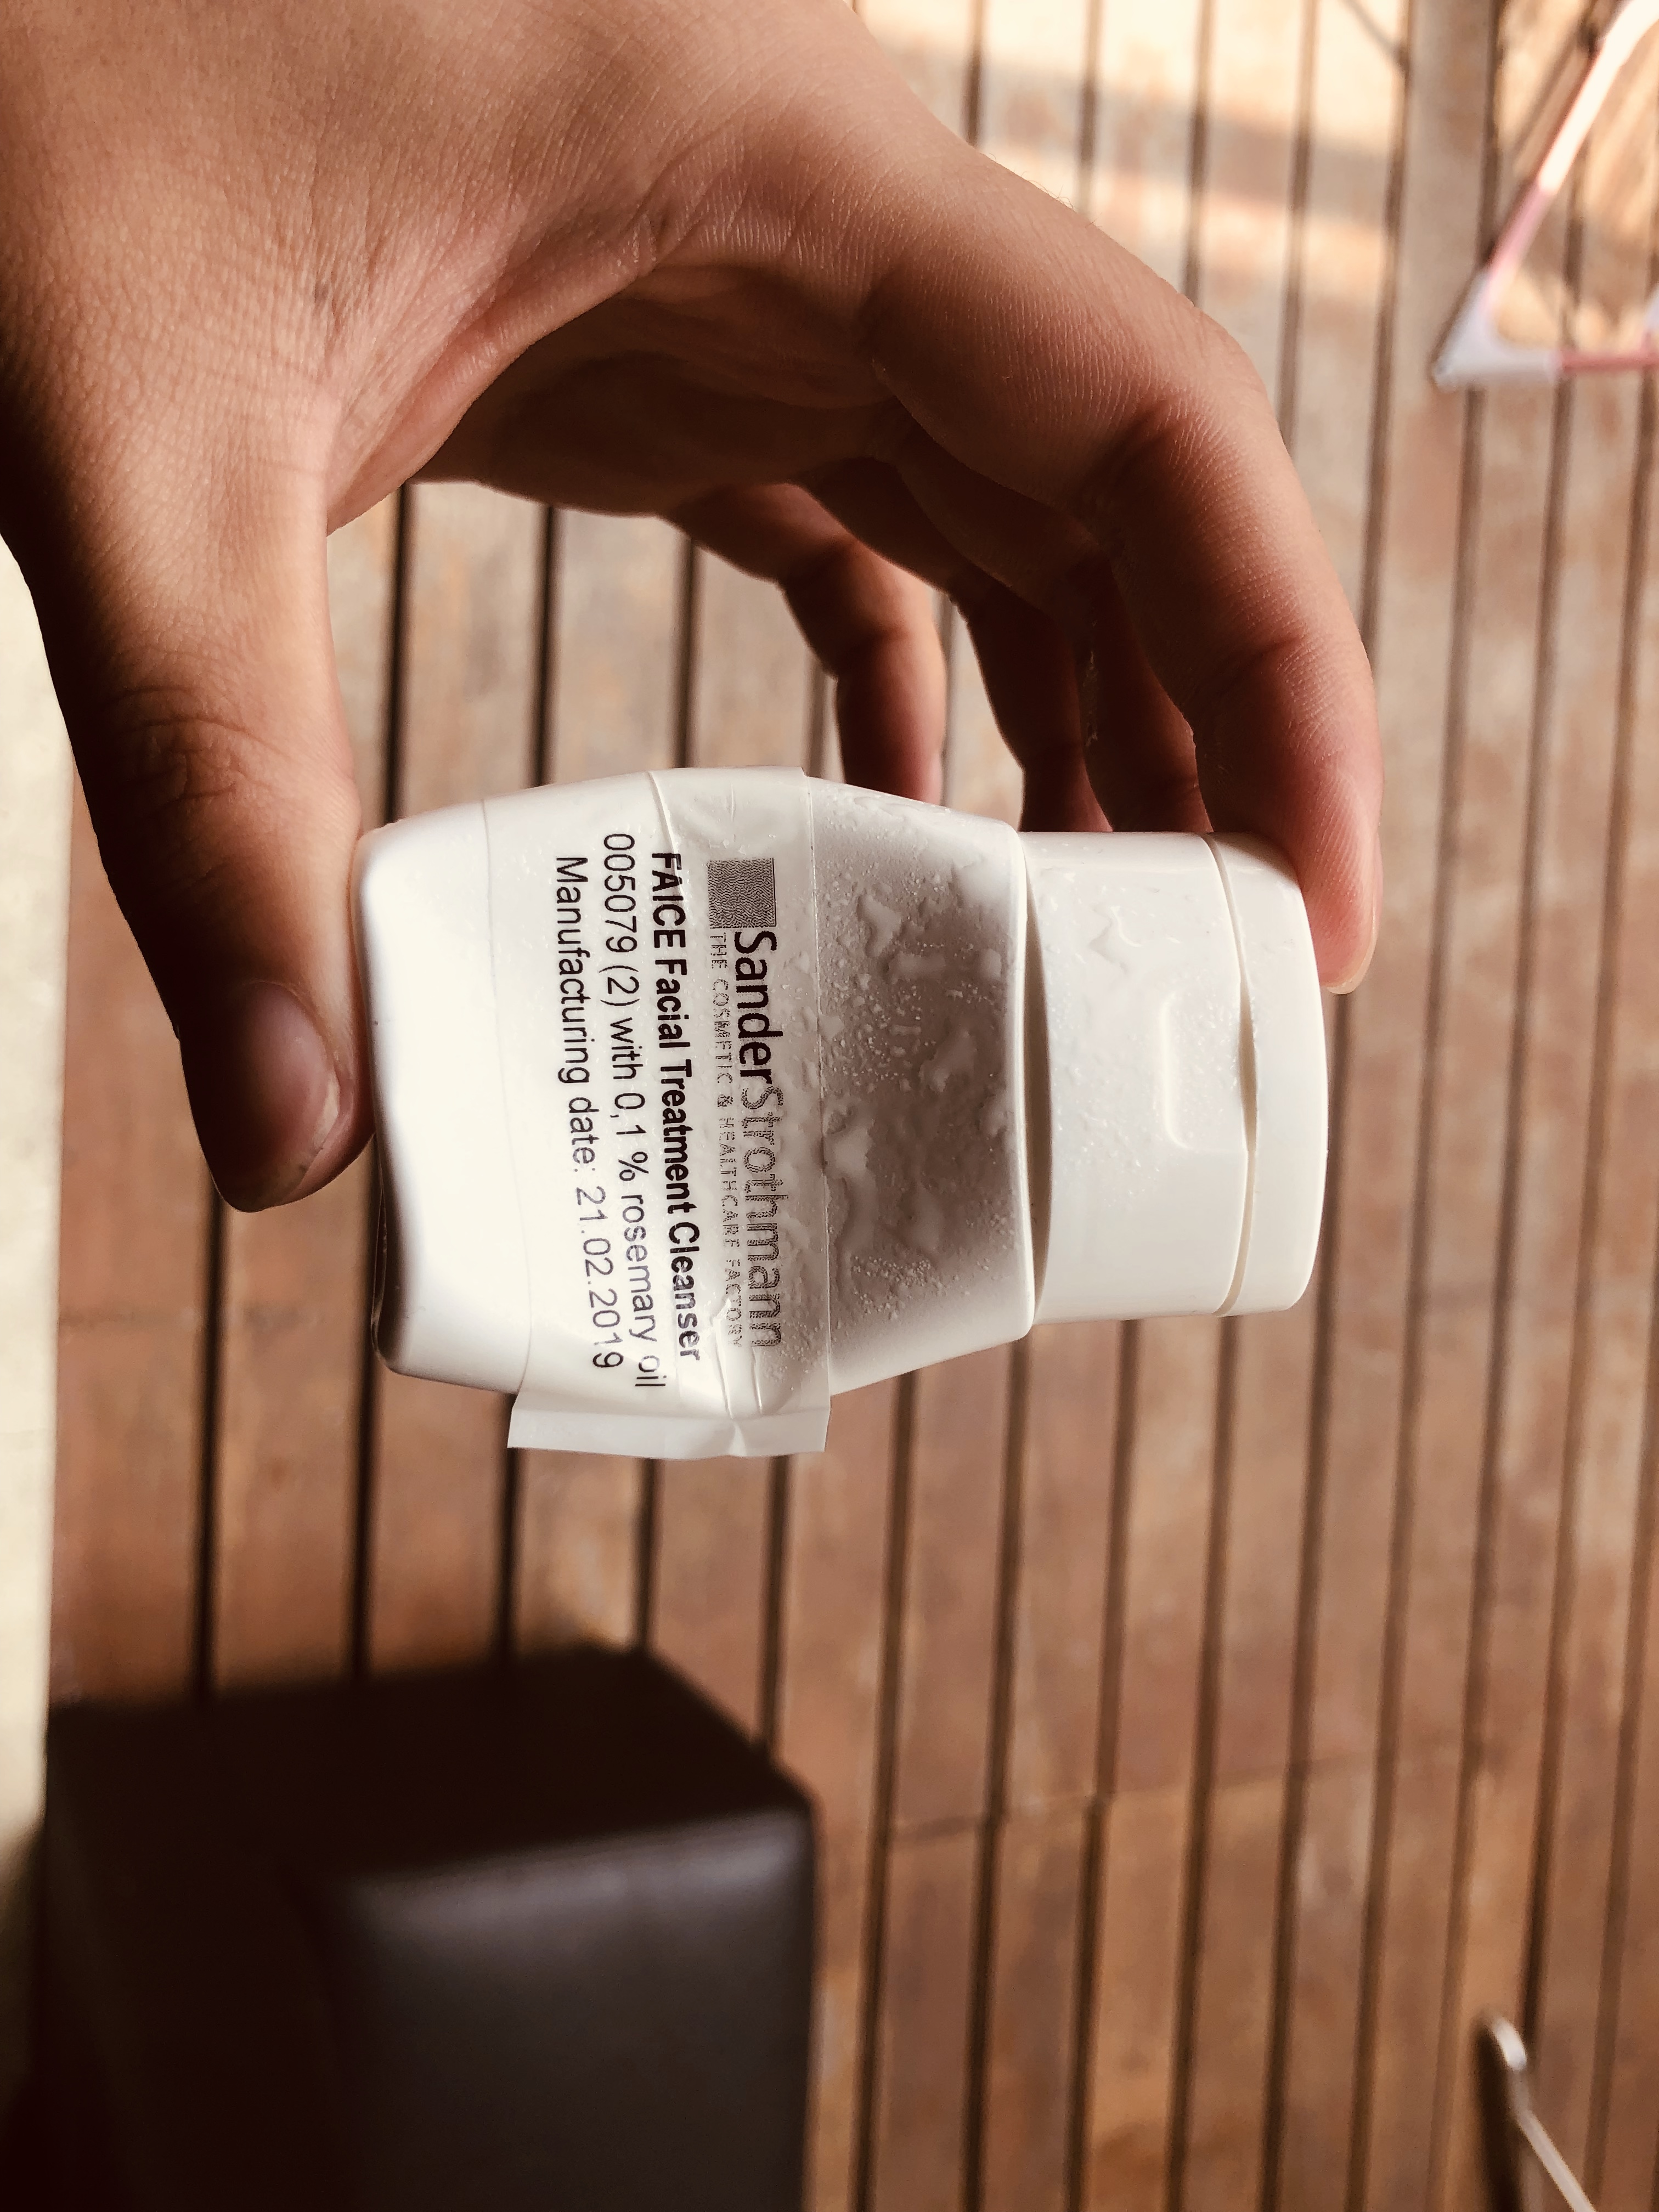 SanderStrothmann
THE COSMETIC & HEALTHCARE FACTORY
FAICE Facial Treatment Cleanser
005079 (2) with 0,1 % rosemary oil
Manufacturing date: 21.02.2019